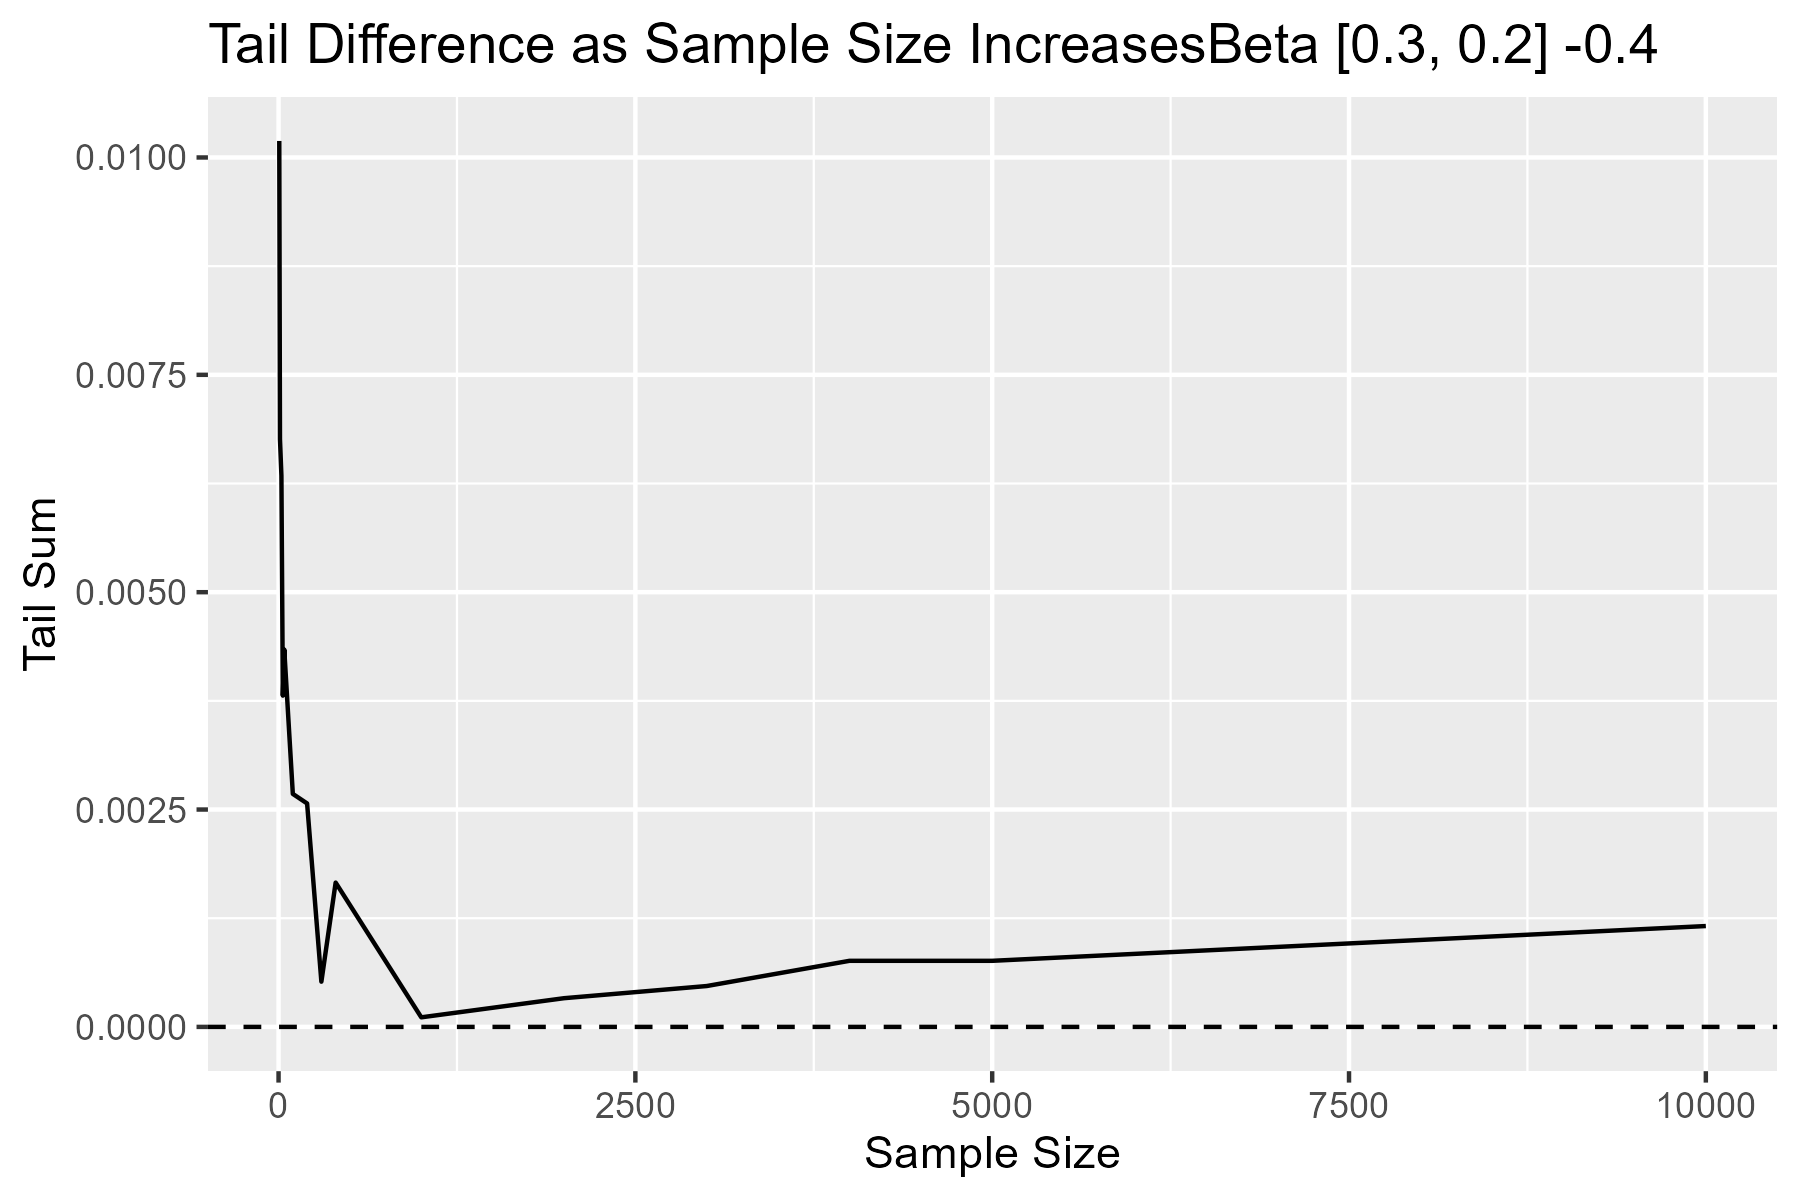 Tail Difference as Sample Size IncreasesBeta [0.3, 0.2] -0.4
Tail Sum
0.0100
0.0075
0.0050
0.0025
0.0000
0 2500 5000 7500 10000
Sample Size